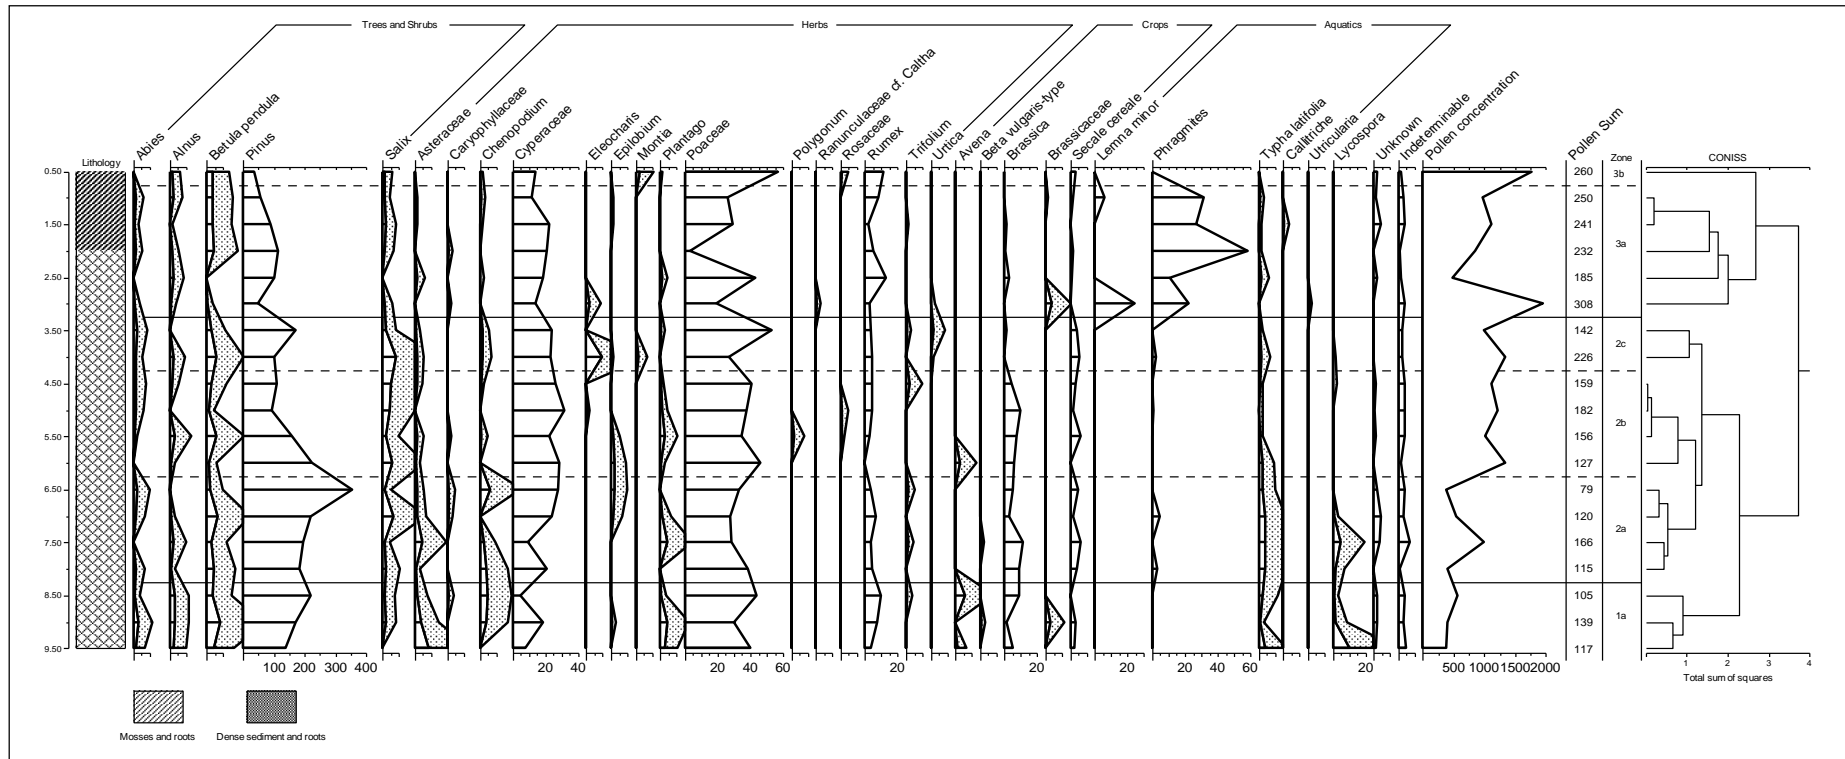 Trees and Shrubs Herbs Crops Aquatics
Lithology
Abies
Alnus
Betula pendula
Pinus
Salix
Asteraceae
Caryophyllaceae
Chenopodium
Cyperaceae
Eleocharis
Epilobium
Montia
Plantago
Poaceae
Polygonum
Ranunculaceae cf. Caltha
Rosaceae
Rumex
Trifolium
Urtica
Avena
Beta vulgaris-type
Brassica
Brassicaceae
Secale cereale
Lemna minor
Phragmites
Typha latifolia
Callitriche
Utricularia
Lycospora
Unknown
Indeterminable
Pollen concentration
Pollen Sum
Zone
CONISS
0.50 260 3b
250
1.50 241
232 3a
2.50 185
308
3.50 142
226 2c
4.50 159
182
5.50 156 2b
127
6.50 79
120
7.50 166 2a
115
8.50 105
139 1a
9.50 117
100 200 300 400 20 40 20 40 60 20 20 20 20 40 60 20 500 1000 1500 2000
1 2 3 4
Total sum of squares
Mosses and roots Dense sediment and roots